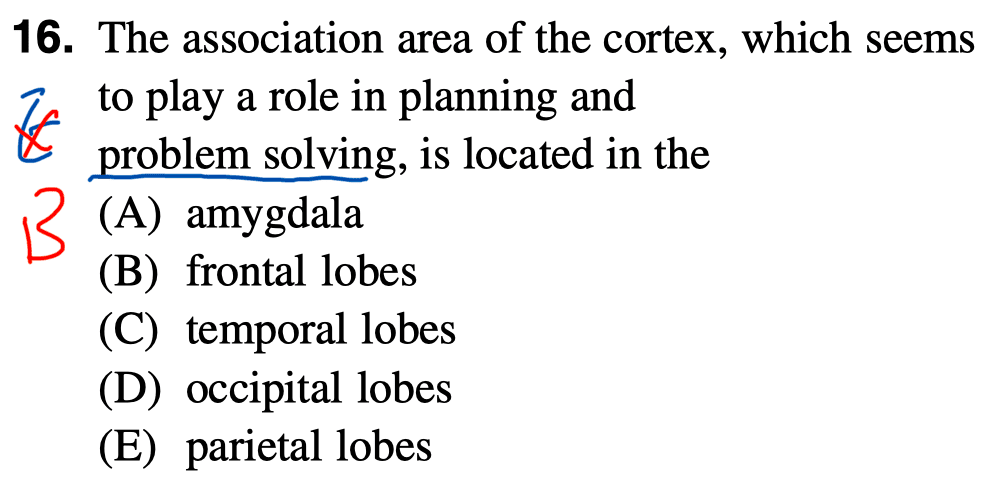 16. The association area of the cortex, which seems
to play a role in planning and
problem solving, is located in the
B
(A) amygdala
(B) frontal lobes
(C) temporal lobes
(D) occipital lobes
(E) parietal lobes